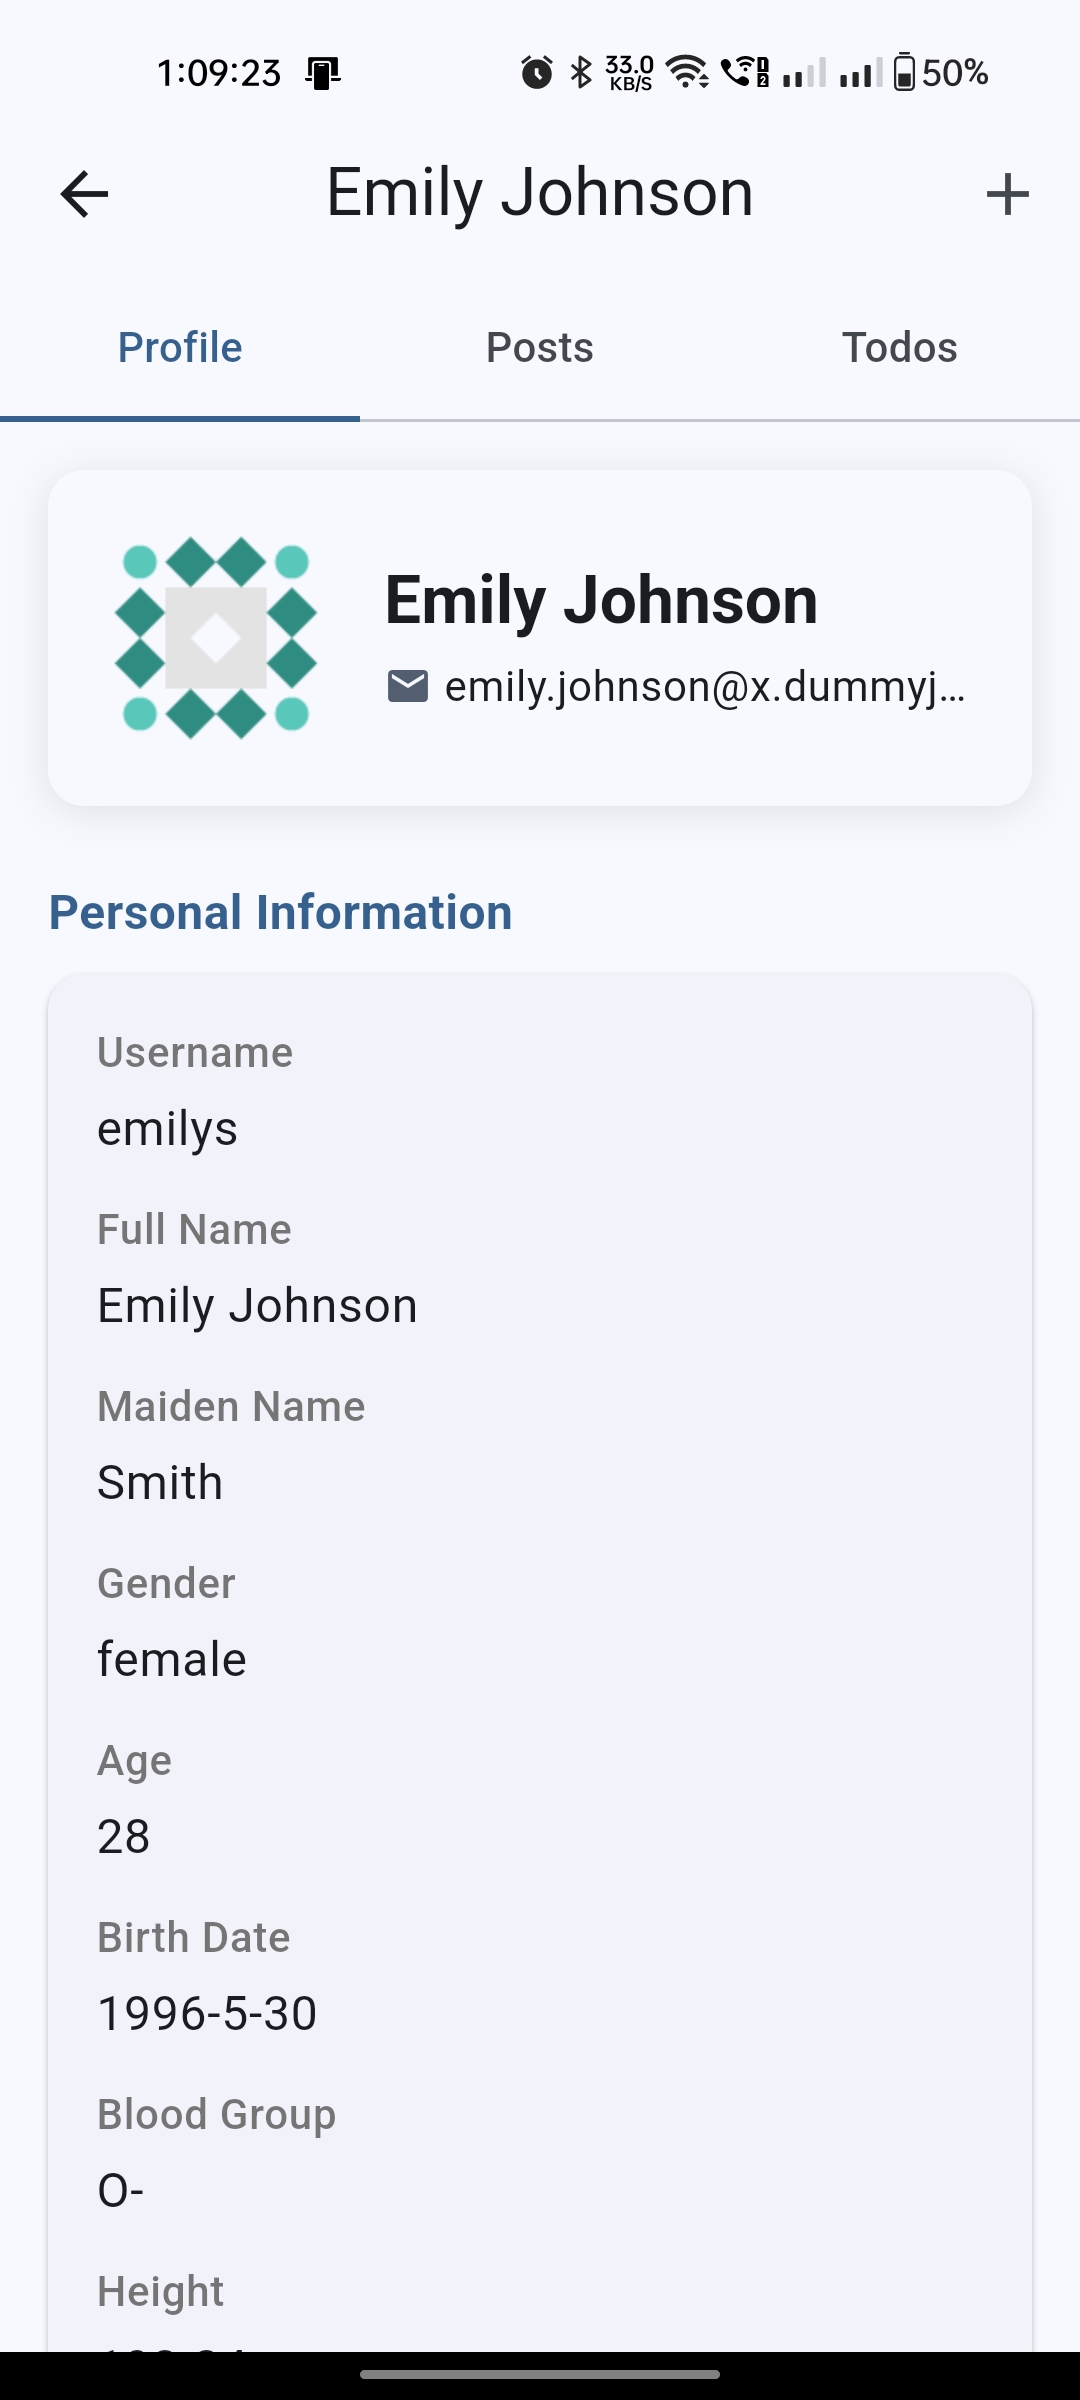 1:09:23 33.0 KB/S 50%
Emily Johnson
Profile Posts Todos
Emily Johnson
emily.johnson@x.dummyj...
Personal Information
Username
emilys
Full Name
Emily Johnson
Maiden Name
Smith
Gender
female
Age
28
Birth Date
1996-5-30
Blood Group
O-
Height